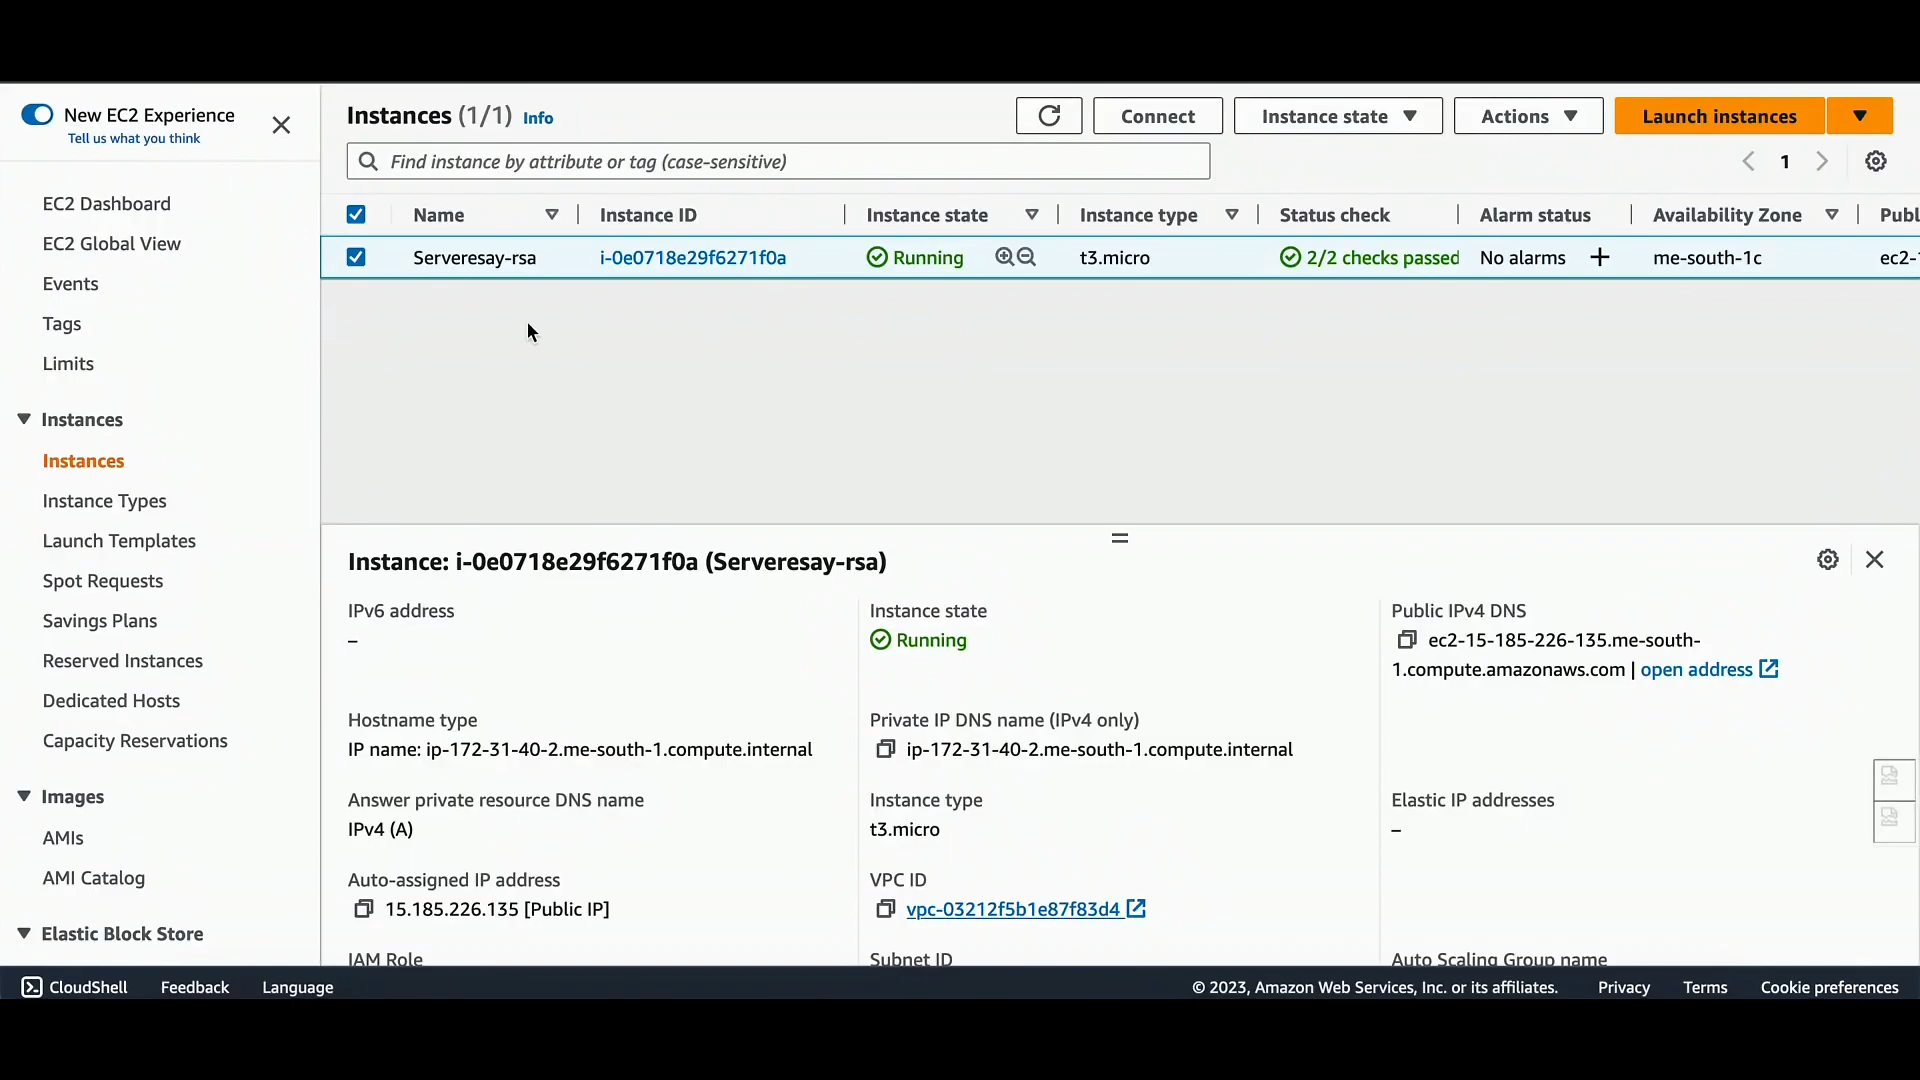 New EC2 Experience
Tell us what you think
EC2 Dashboard
EC2 Global View
Events
Tags
Limits
Instances
Instances
Instance Types
Launch Templates
Spot Requests
Savings Plans
Reserved Instances
Dedicated Hosts
Capacity Reservations
Images
AMIs
AMI Catalog
Elastic Block Store
Instances (1/1) Info
Connect
Instance state
Actions
Launch instances
Find instance by attribute or tag (case-sensitive)
1
Name Instance ID Instance state Instance type Status check Alarm status Availability Zone Publ
Serveresay-rsa i-0e0718e29f6271f0a Running t3.micro 2/2 checks passed No alarms + me-south-1c ec2-
Instance: i-0e0718e29f6271f0a (Serveresay-rsa)
IPv6 address
–
Instance state
Running
Public IPv4 DNS
ec2-15-185-226-135.me-south-
1.compute.amazonaws.com | open address
Hostname type
IP name: ip-172-31-40-2.me-south-1.compute.internal
Private IP DNS name (IPv4 only)
ip-172-31-40-2.me-south-1.compute.internal
Answer private resource DNS name
IPv4 (A)
Instance type
t3.micro
Elastic IP addresses
–
Auto-assigned IP address
15.185.226.135 [Public IP]
VPC ID
vpc-03212f5b1e87f83d4
IAM Role
Subnet ID
Auto Scaling Group name
CloudShell Feedback Language
© 2023, Amazon Web Services, Inc. or its affiliates. Privacy Terms Cookie preferences